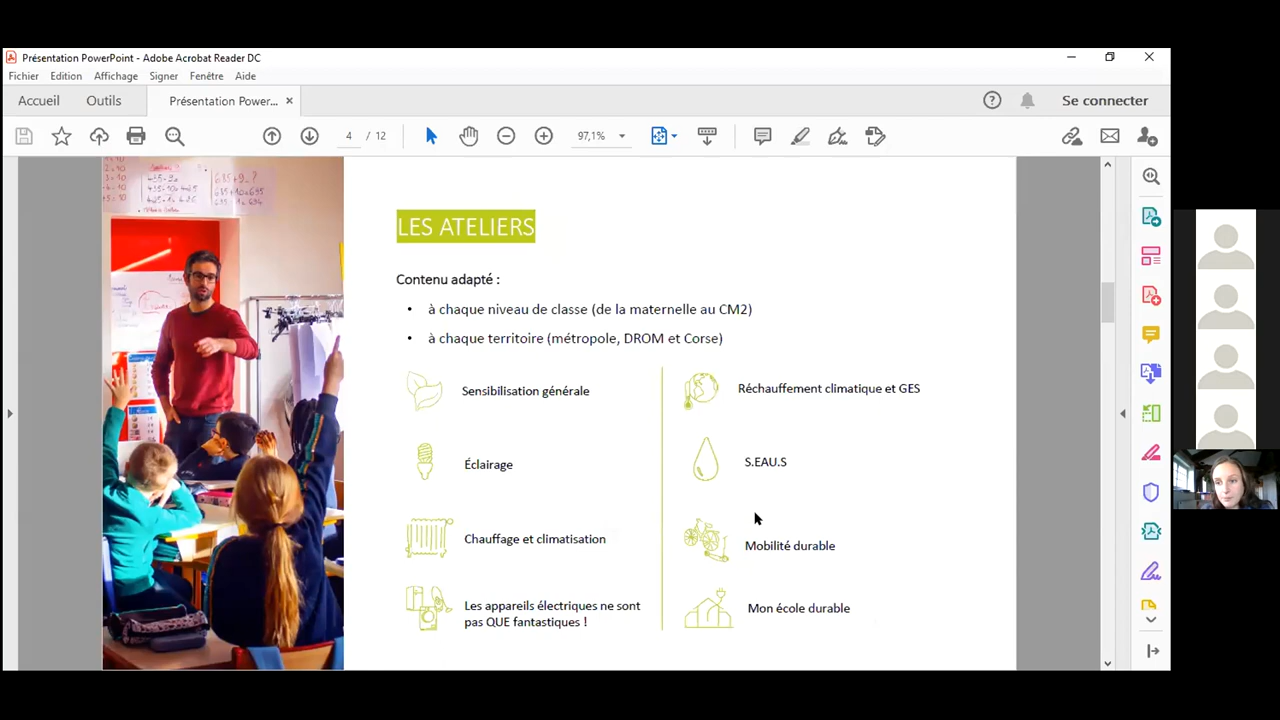 Présentation PowerPoint - Adobe Acrobat Reader DC
Fichier Edition Affichage Signer Fenêtre Aide
Accueil Outils Présentation Power... × Se connecter
4 / 12 97,1%
LES ATELIERS
Contenu adapté :
• à chaque niveau de classe (de la maternelle au CM2)
• à chaque territoire (métropole, DROM et Corse)
Sensibilisation générale
Éclairage
Chauffage et climatisation
Les appareils électriques ne sont
pas QUE fantastiques !
Réchauffement climatique et GES
S.EAU.S
Mobilité durable
Mon école durable